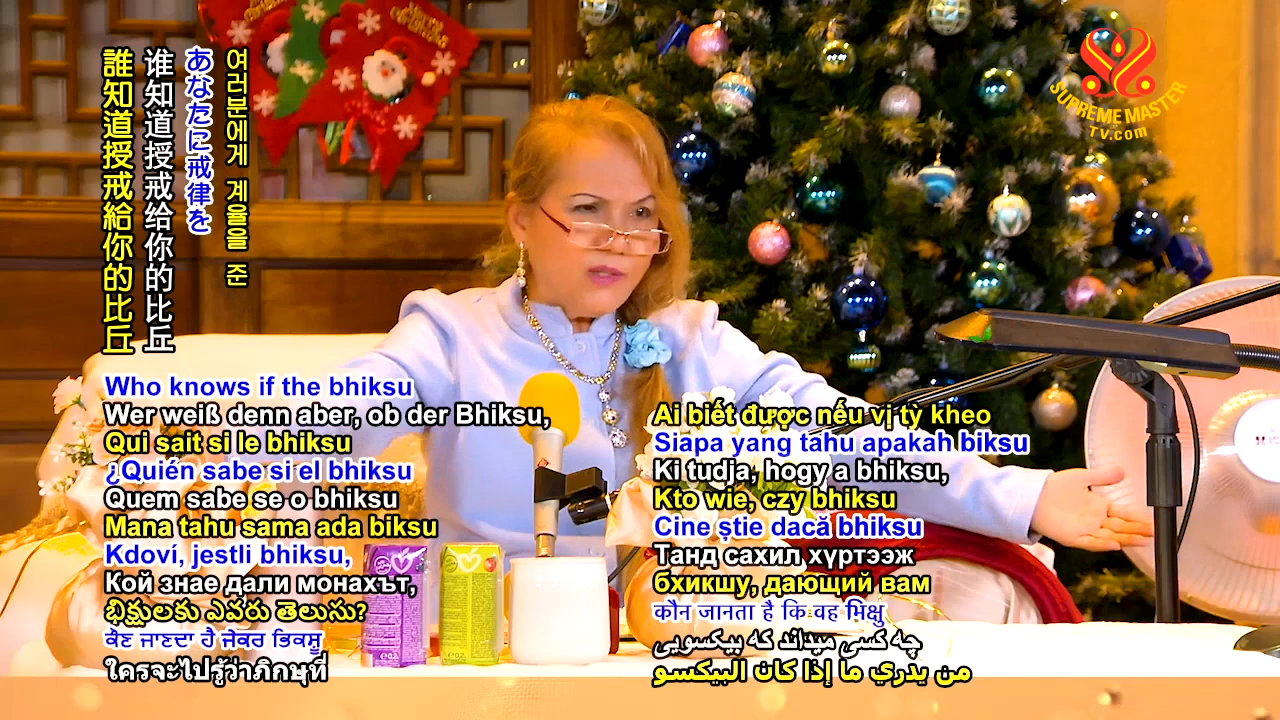 SUPREME MASTER
TV.com
여러분에게 계율을 준
あなたに戒律を
谁知道授戒给你的比丘
誰知道授戒給你的比丘
Who knows if the bhiksu
Wer weiß denn aber, ob der Bhiksu,
Qui sait si le bhiksu
¿Quién sabe si el bhiksu
Quem sabe se o bhiksu
Mana tahu sama ada biksu
Kdoví, jestli bhiksu,
Кой знае дали монахът,
భిక్షులకు ఎవరు తెలుసు?
ਕੌਣ ਜਾਣਦਾ ਹੈ ਜੇਕਰ ਭਿਕਸ਼ੂ
ใครจะไปรู้ว่าภิกษุที่
Ai biết được nếu vị tỳ kheo
Siapa yang tahu apakah biksu
Ki tudja, hogy a bhiksu,
Kto wie, czy bhiksu
Cine știe dacă bhiksu
Танд сахил хүртээж
бхикшу, дающий вам
कौन जानता है कि वह भिक्षु
چه کسی میداند که بیکسویی
من يدري ما إذا كان البيكسو